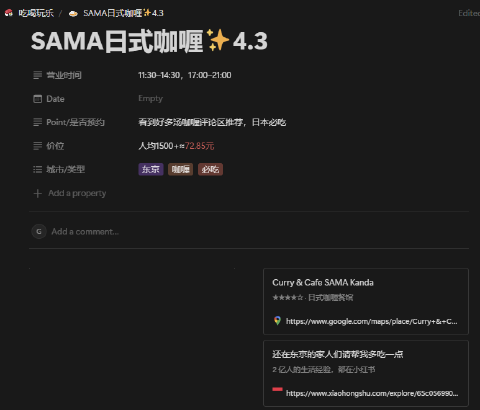 吃喝玩乐 / 🍛 SAMA日式咖喱✨4.3
Edited
SAMA日式咖喱✨4.3
营业时间 11:30–14:30，17:00–21:00
Date Empty
Point/是否预约 看到好多场咖喱评论区推荐，日本必吃
价位 人均1500+≈72.85元
城市/类型 东京 咖喱 必吃
+ Add a property
G Add a comment...
Curry & Cafe SAMA Kanda
★★★★☆ · 日式咖喱餐馆
https://www.google.com/maps/place/Curry+&+C...
还在东京的家人们请帮我多吃一点
2 亿人的生活经验，都在小红书
https://www.xiaohongshu.com/explore/65c056990...